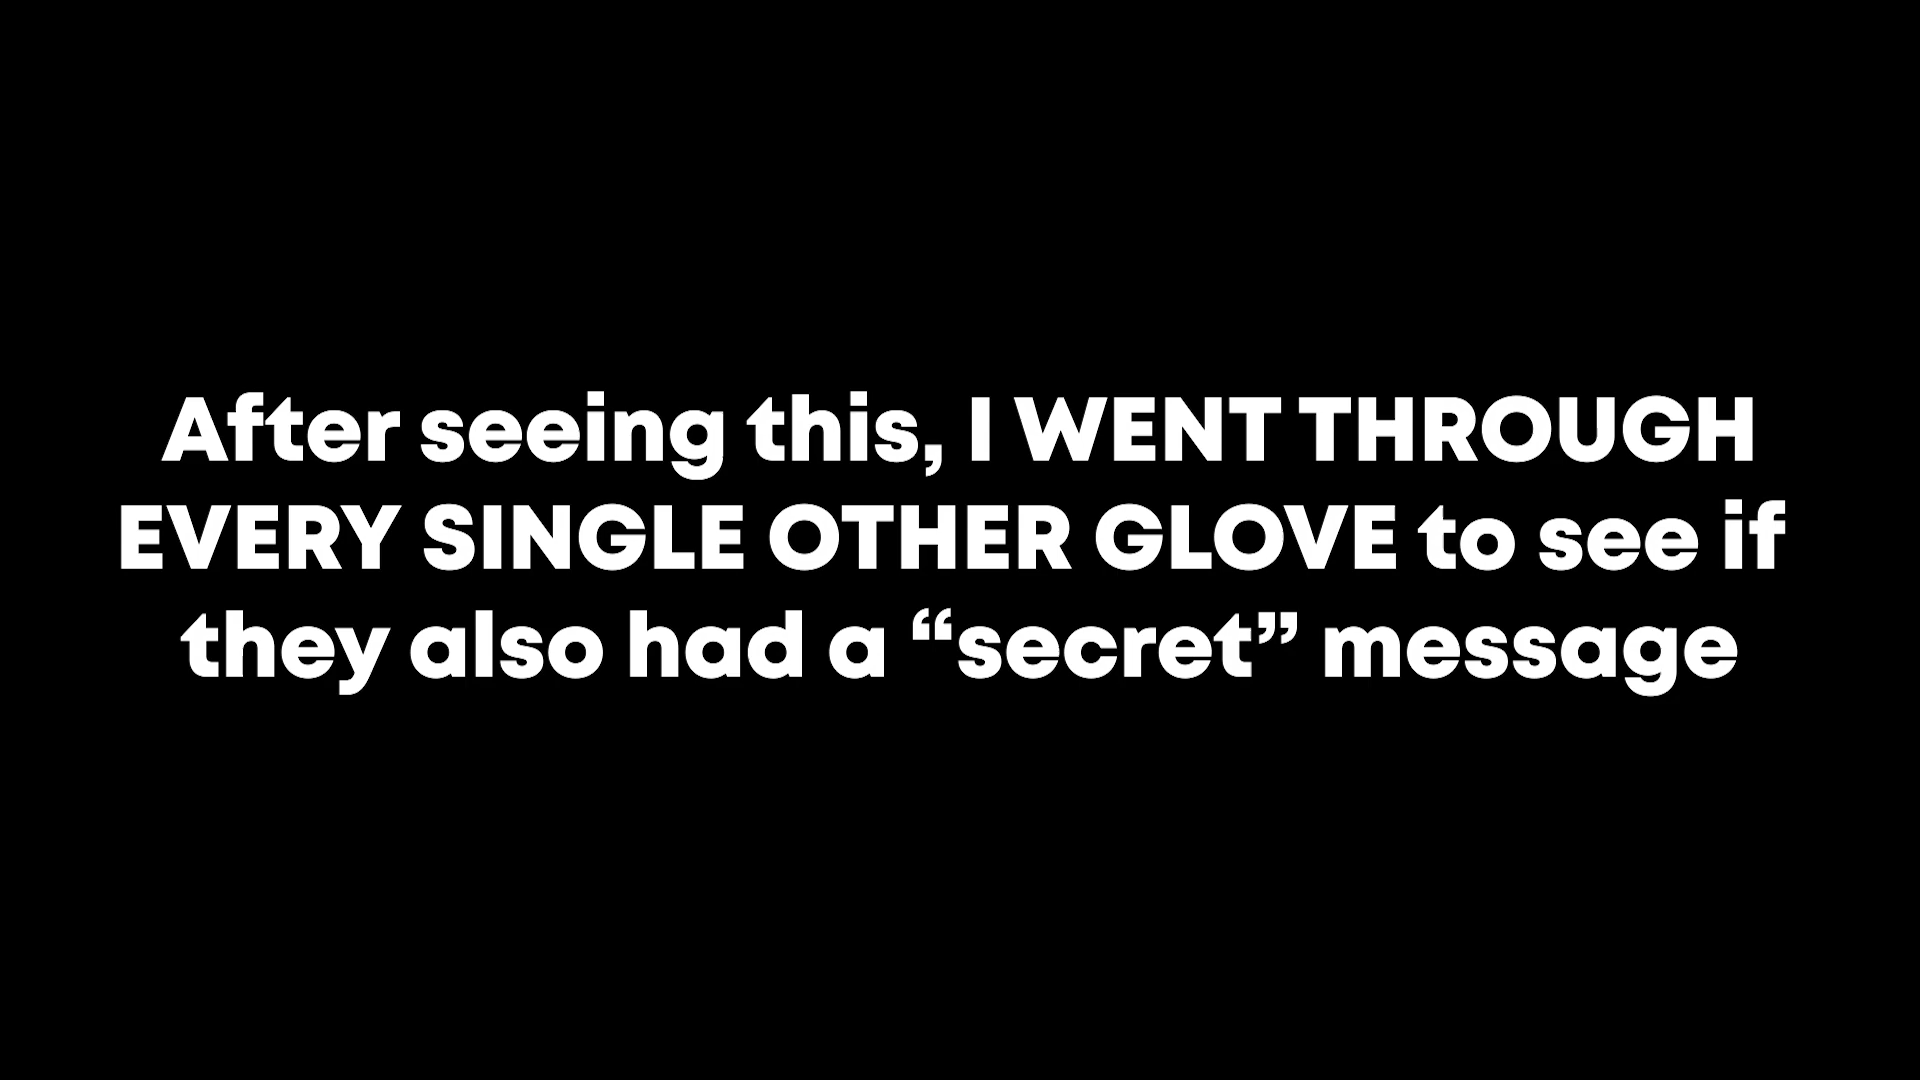 After seeing this, I WENT THROUGH
EVERY SINGLE OTHER GLOVE to see if
they also had a “secret” message